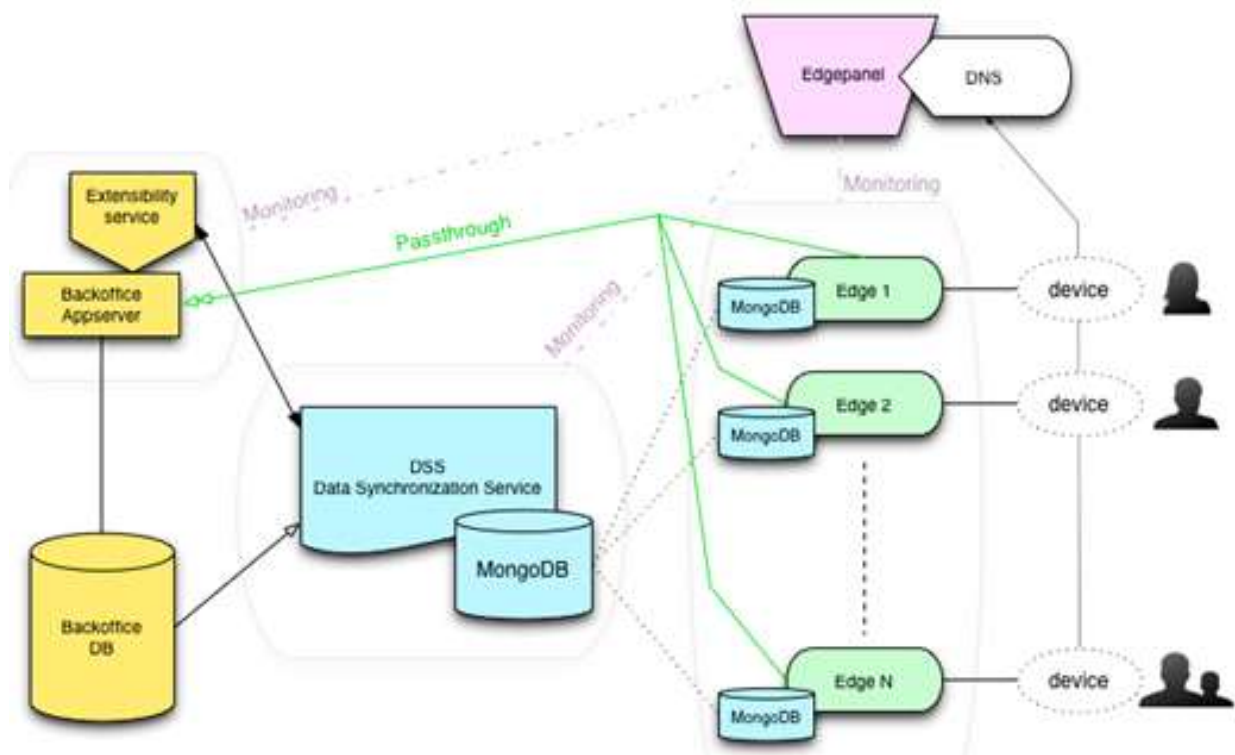 Edgepanel
DNS
Extensibility
service
Monitoring
Monitoring
Passthrough
Backoffice
Appserver
MongoDB
Edge 1
device
Monitoring
MongoDB
Edge 2
device
DSS
Data Synchronization Service
MongoDB
Backoffice
DB
MongoDB
Edge N
device